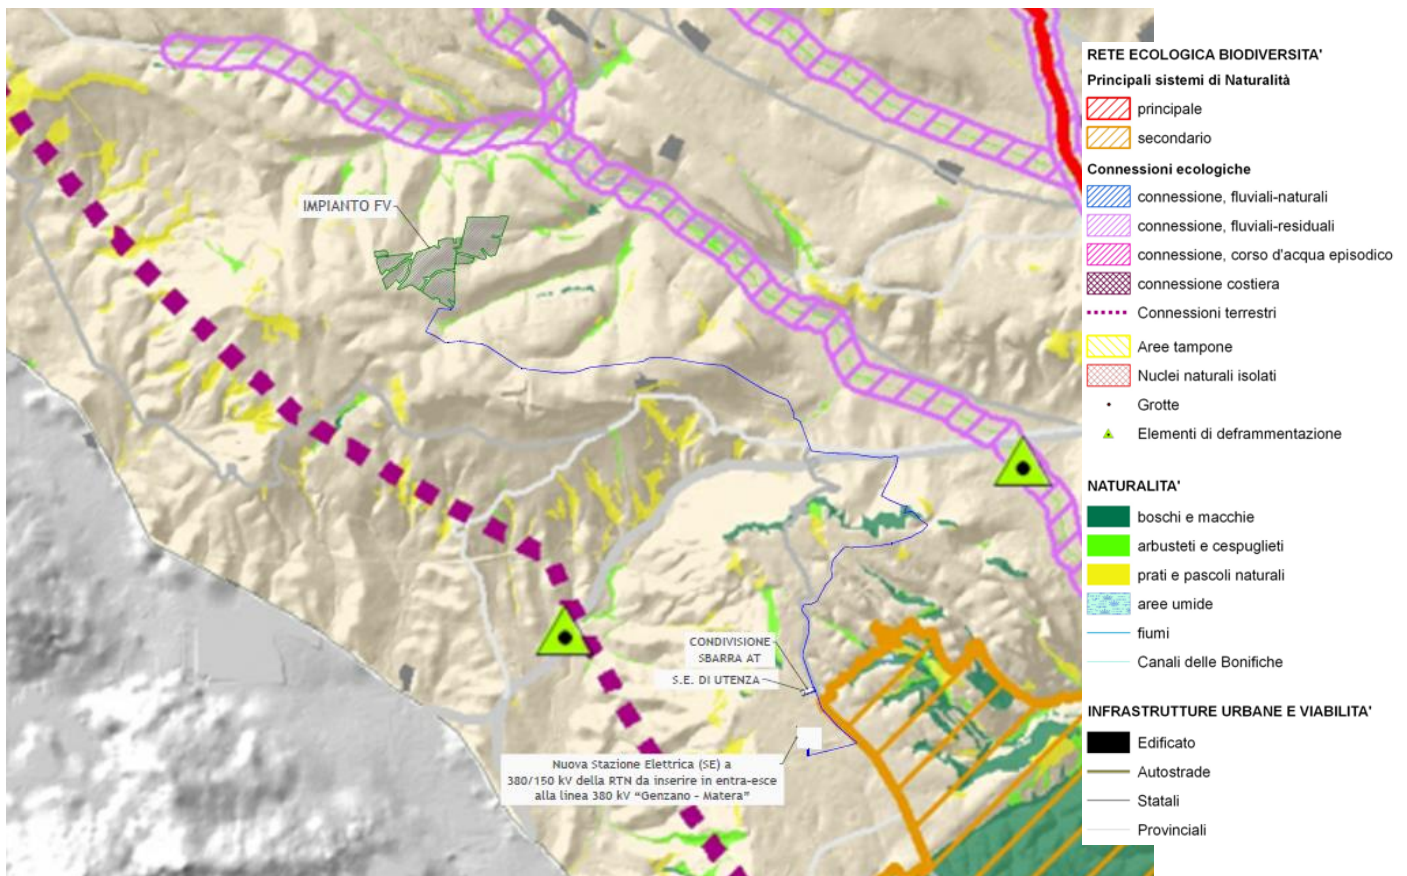 IMPIANTO FV
CONDIVISIONE
SBARRA AT
S.E. DI UTENZA
Nuova Stazione Elettrica (SE) a
380/150 kV della RTN da inserire in entra-esce
alla linea 380 kV “Genzano - Matera”
RETE ECOLOGICA BIODIVERSITA'
Principali sistemi di Naturalità
principale
secondario
Connessioni ecologiche
connessione, fluviali-naturali
connessione, fluviali-residuali
connessione, corso d'acqua episodico
connessione costiera
Connessioni terrestri
Aree tampone
Nuclei naturali isolati
Grotte
Elementi di deframmentazione
NATURALITA'
boschi e macchie
arbusteti e cespuglieti
prati e pascoli naturali
aree umide
fiumi
Canali delle Bonifiche
INFRASTRUTTURE URBANE E VIABILITA'
Edificato
Autostrade
Statali
Provinciali